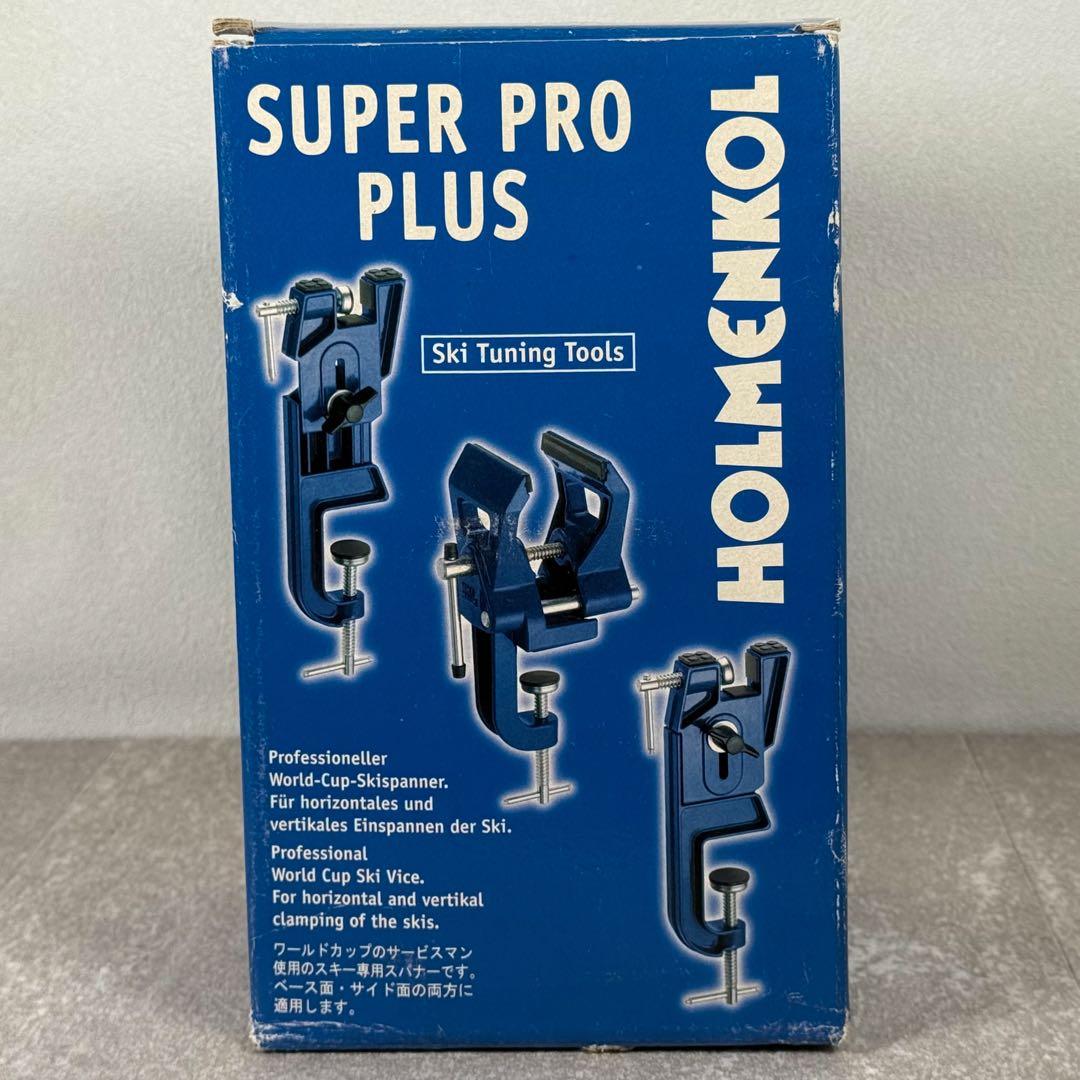 SUPER PRO
PLUS
HOLMENKOL
Ski Tuning Tools
Professioneller
World-Cup-Skispanner.
Für horizontales und
vertikales Einspannen der Ski.
Professional
World Cup Ski Vice.
For horizontal and vertikal
clamping of the skis.
ワールドカップのサービスマン
使用のスキー専用スパナーです。
ベース面・サイド面の両方に
適用します。